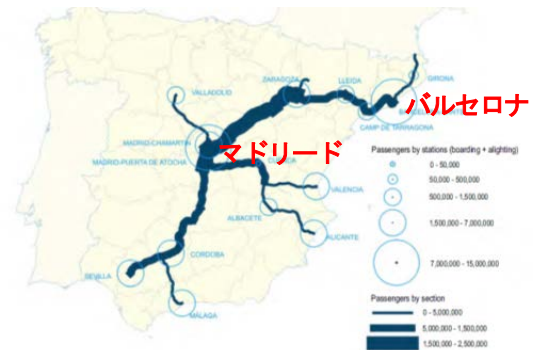 GIRONA
ZARAGOZA
LLEIDA
VALLADOLID
バルセロナ
CAMP DE TARRAGONA
MADRID-CHAMARTIN
マドリード
MADRID-PUERTA DE ATOCHA
VALENCIA
ALBACETE
ALICANTE
CORDOBA
SEVILLA
MÁLAGA
Passengers by stations (boarding + alighting)
0 - 50,000
50,000 - 500,000
500,000 - 1,500,000
1,500,000 - 7,000,000
7,000,000 - 15,000,000
Passengers by section
0 - 5,000,000
5,000,000 - 1,500,000
1,500,000 - 2,500,000